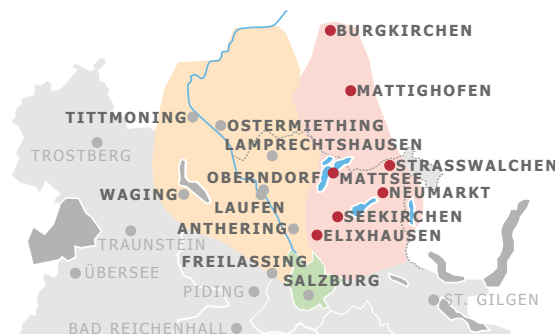 BURGKIRCHEN
MATTIGHOFEN
TITTMONING
OSTERMIETHING
TROSTBERG
LAMPRECHTSHAUSEN
STRASSWALCHEN
OBERNDORF
MATTSEE
WAGING
NEUMARKT
LAUFEN
SEEKIRCHEN
ANTHERING
ELIXHAUSEN
TRAUNSTEIN
FREILASSING
ÜBERSEE
SALZBURG
PIDING
ST. GILGEN
BAD REICHENHALL